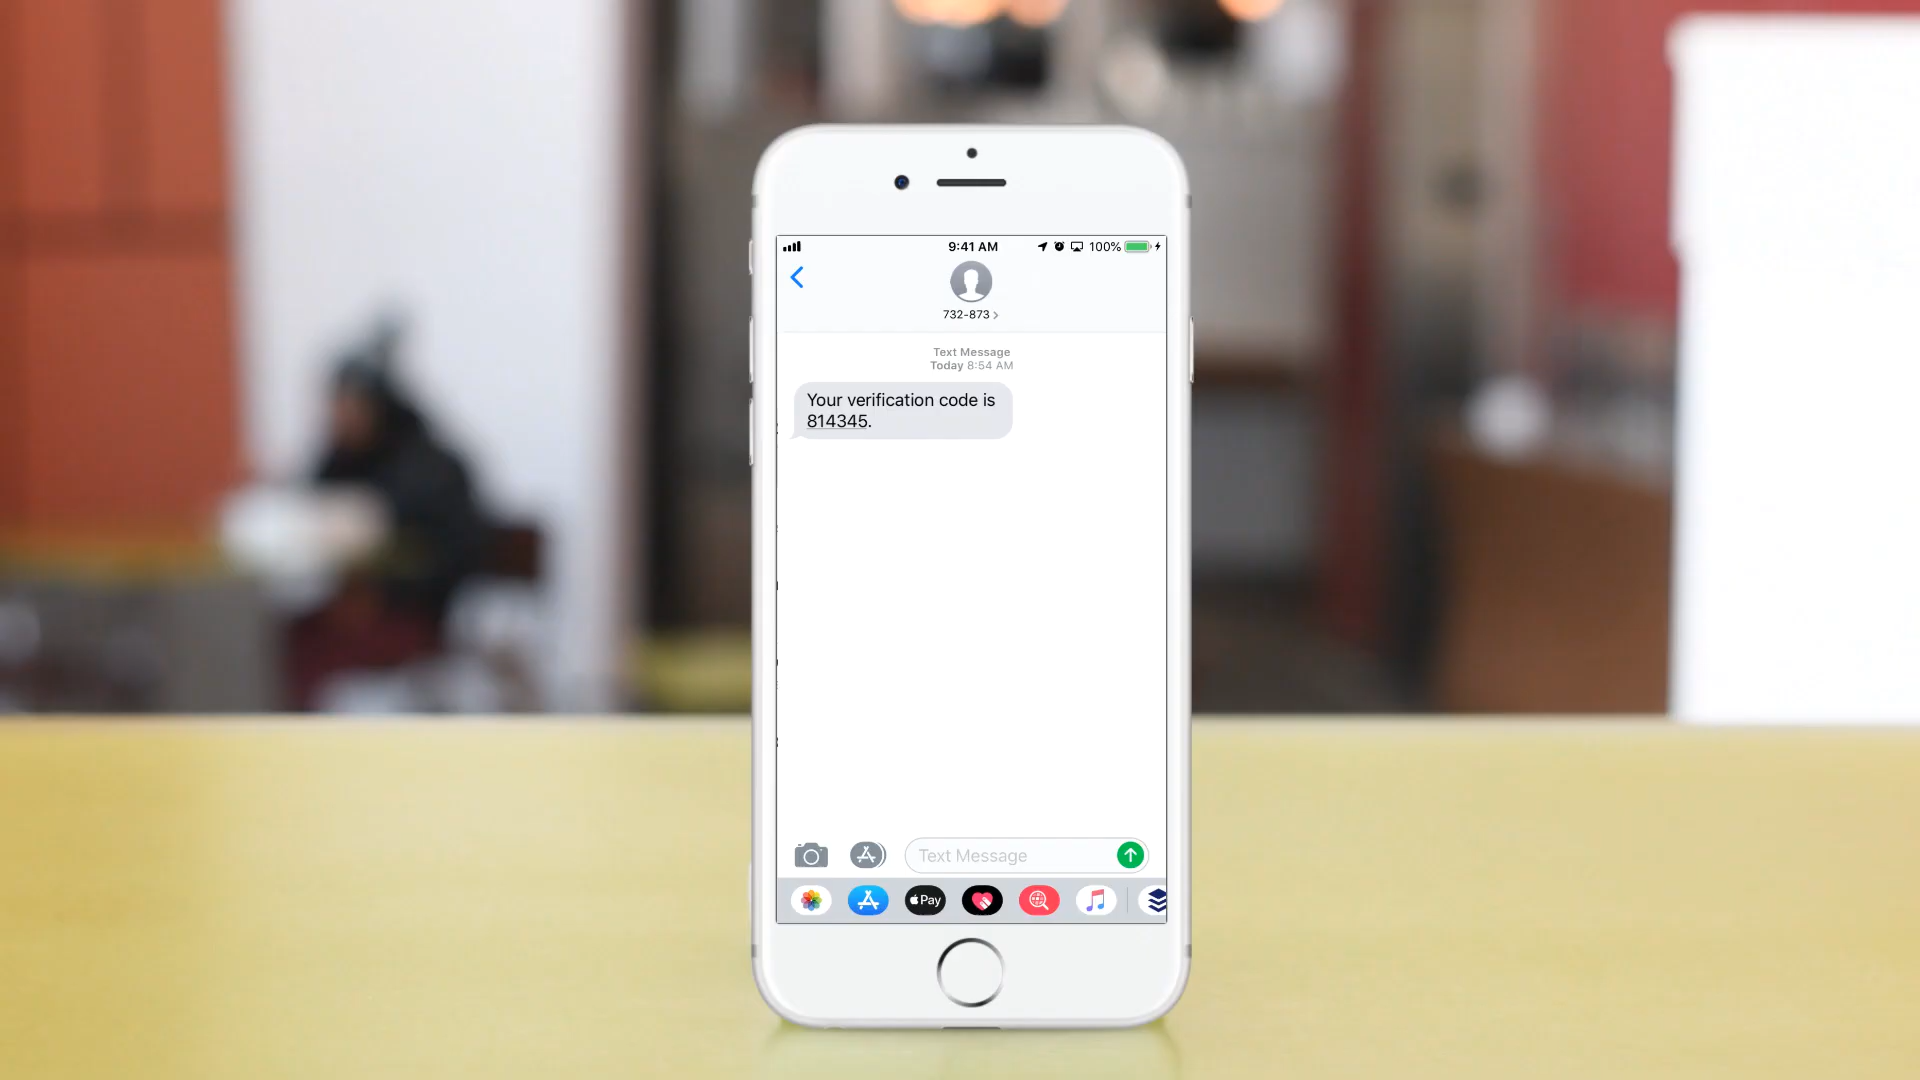 9:41 AM
100%
732-873
Text Message
Today 8:54 AM
Your verification code is
814345.
Text Message
Pay